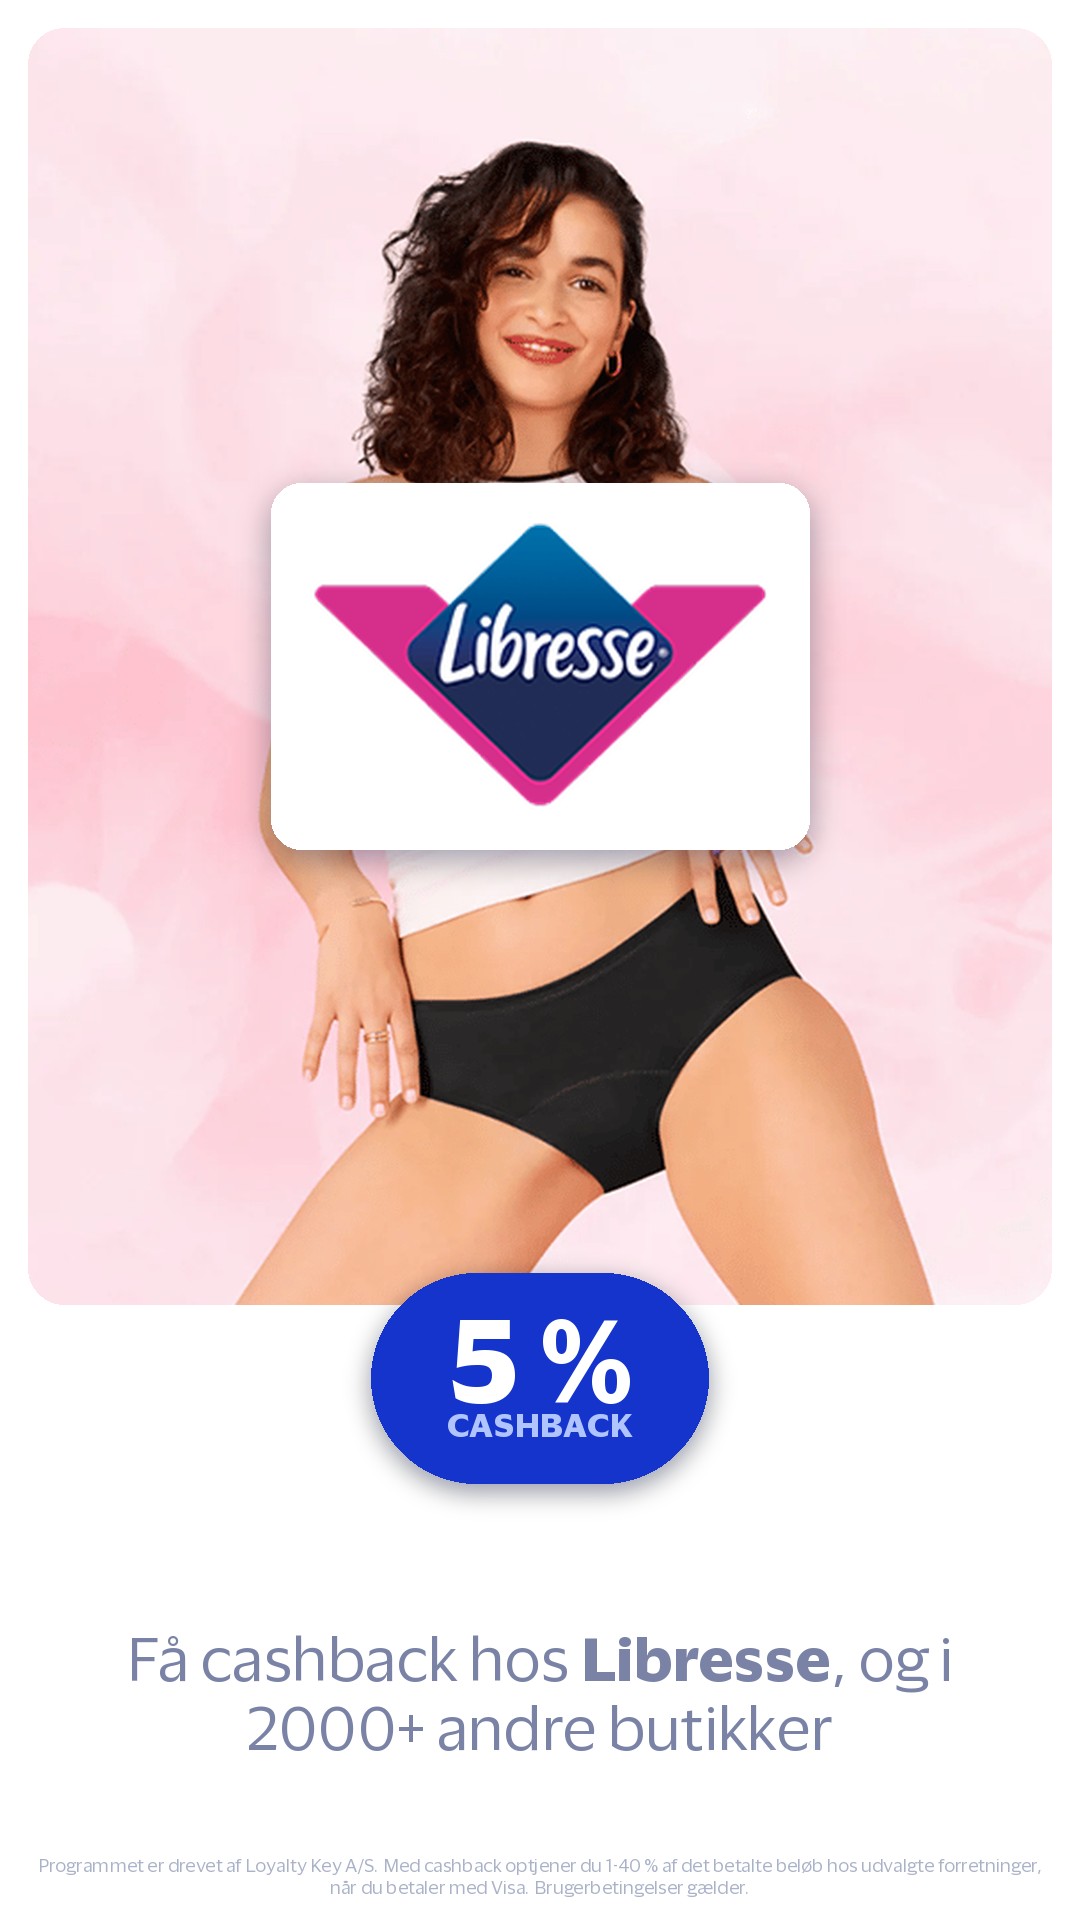 Libresse
5 %
CASHBACK
Få cashback hos Libresse, og i
2000+ andre butikker
Programmet er drevet af Loyalty Key A/S. Med cashback optjener du 1-40 % af det betalte beløb hos udvalgte forretninger,
når du betaler med Visa. Brugerbetingelser gælder.